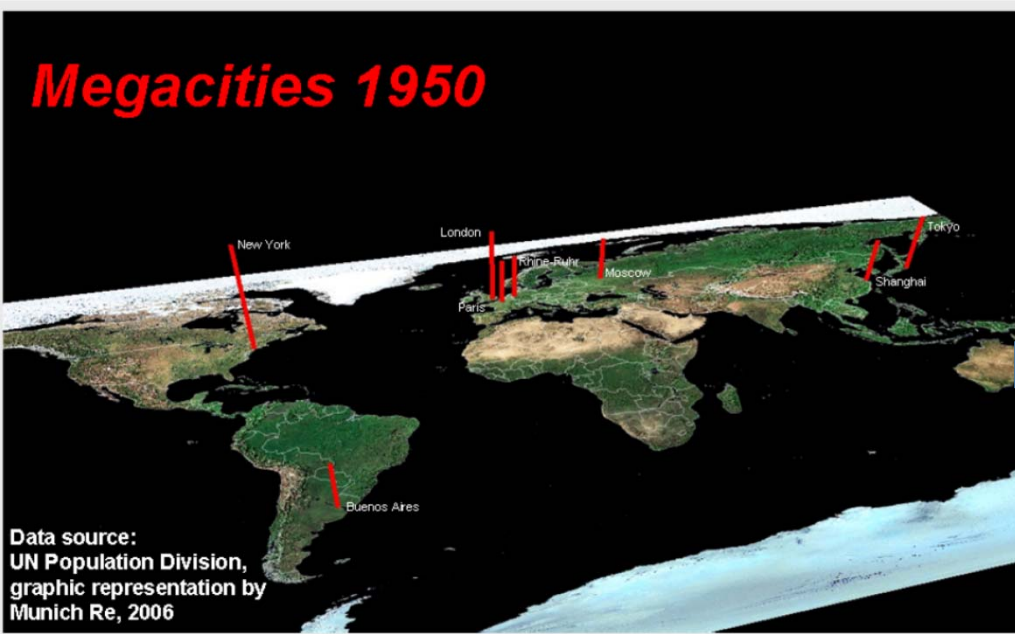 Megacities 1950
London
New York
Tokyo
Rhine-Ruhr
Moscow
Shanghai
Paris
Buenos Aires
Data source:
UN Population Division,
graphic representation by
Munich Re, 2006